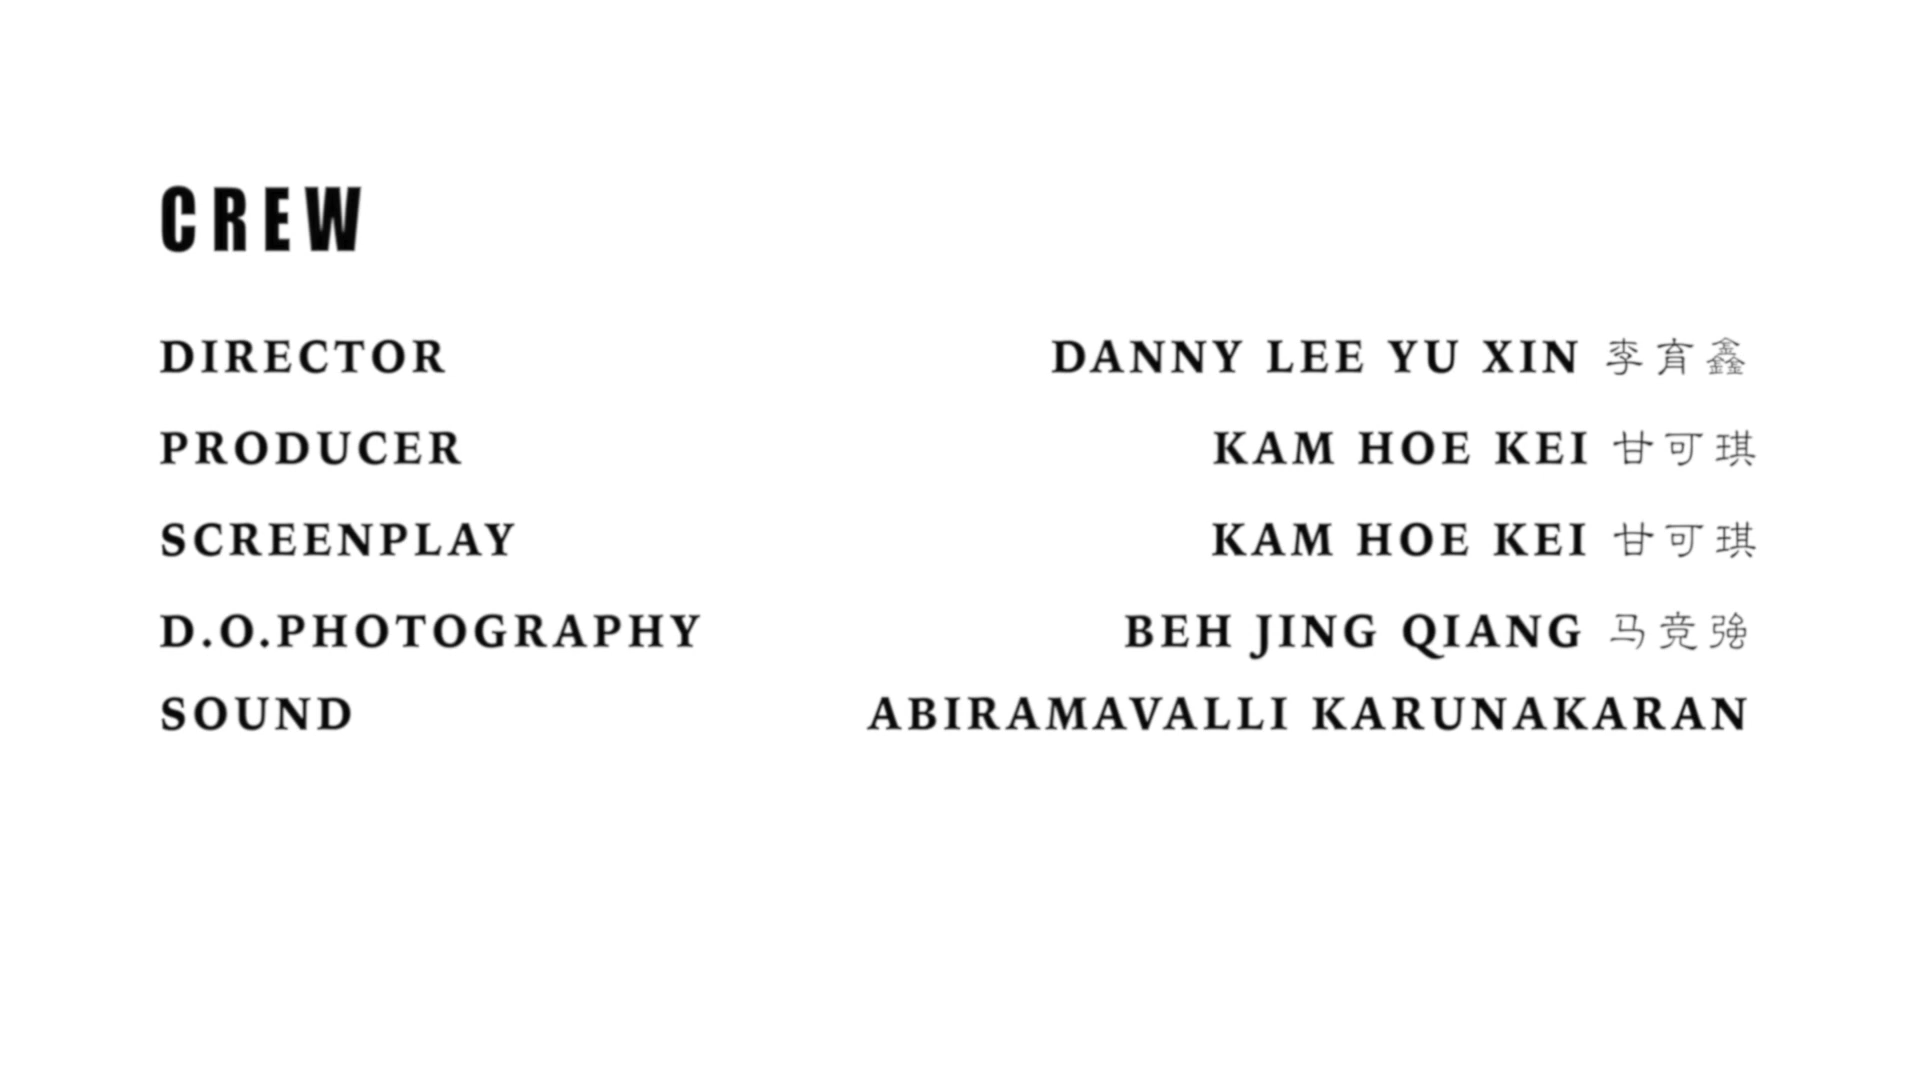 CREW
DIRECTOR DANNY LEE YU XIN 李育鑫
PRODUCER KAM HOE KEI 甘可琪
SCREENPLAY KAM HOE KEI 甘可琪
D.O.PHOTOGRAPHY BEH JING QIANG 马竞强
SOUND ABIRAMAVALLI KARUNAKARAN